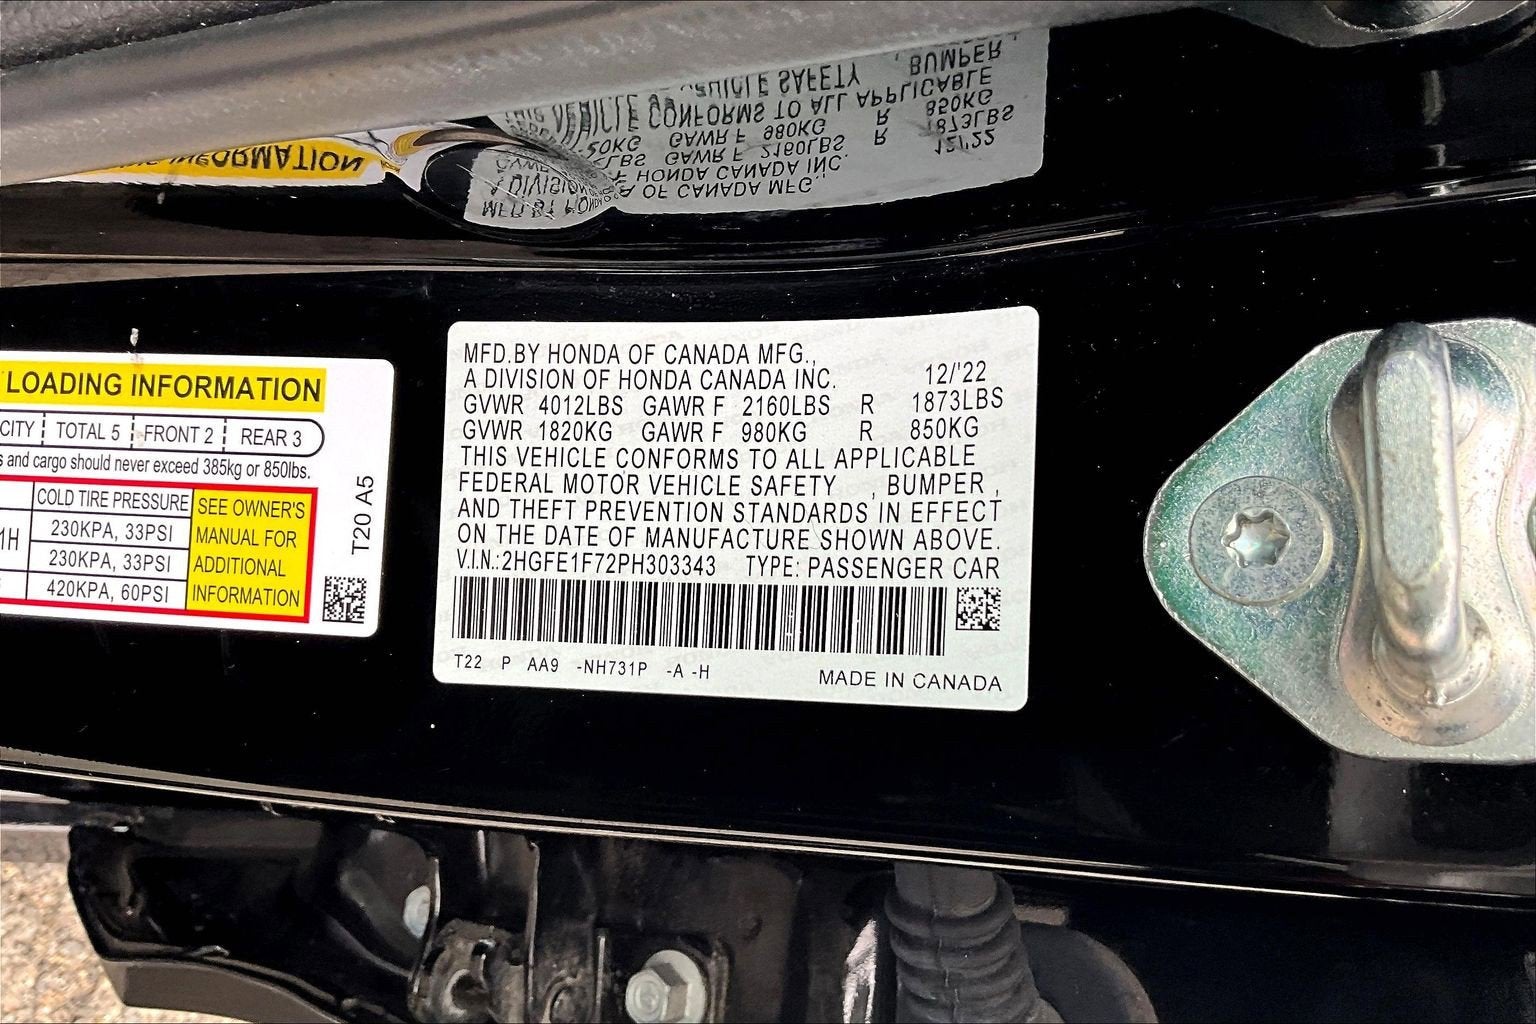 LOADING INFORMATION
CITY TOTAL 5 FRONT 2 REAR 3
s and cargo should never exceed 385kg or 850lbs.
COLD TIRE PRESSURE
1H 230KPA, 33PSI
230KPA, 33PSI
420KPA, 60PSI
SEE OWNER'S
MANUAL FOR
ADDITIONAL
INFORMATION
T20 A5
MFD.BY HONDA OF CANADA MFG.,
A DIVISION OF HONDA CANADA INC. 12/'22
GVWR 4012LBS GAWR F 2160LBS R 1873LBS
GVWR 1820KG GAWR F 980KG R 850KG
THIS VEHICLE CONFORMS TO ALL APPLICABLE
FEDERAL MOTOR VEHICLE SAFETY , BUMPER ,
AND THEFT PREVENTION STANDARDS IN EFFECT
ON THE DATE OF MANUFACTURE SHOWN ABOVE.
V.I.N.:2HGFE1F72PH303343 TYPE: PASSENGER CAR
T22 P AA9 -NH731P -A -H
MADE IN CANADA